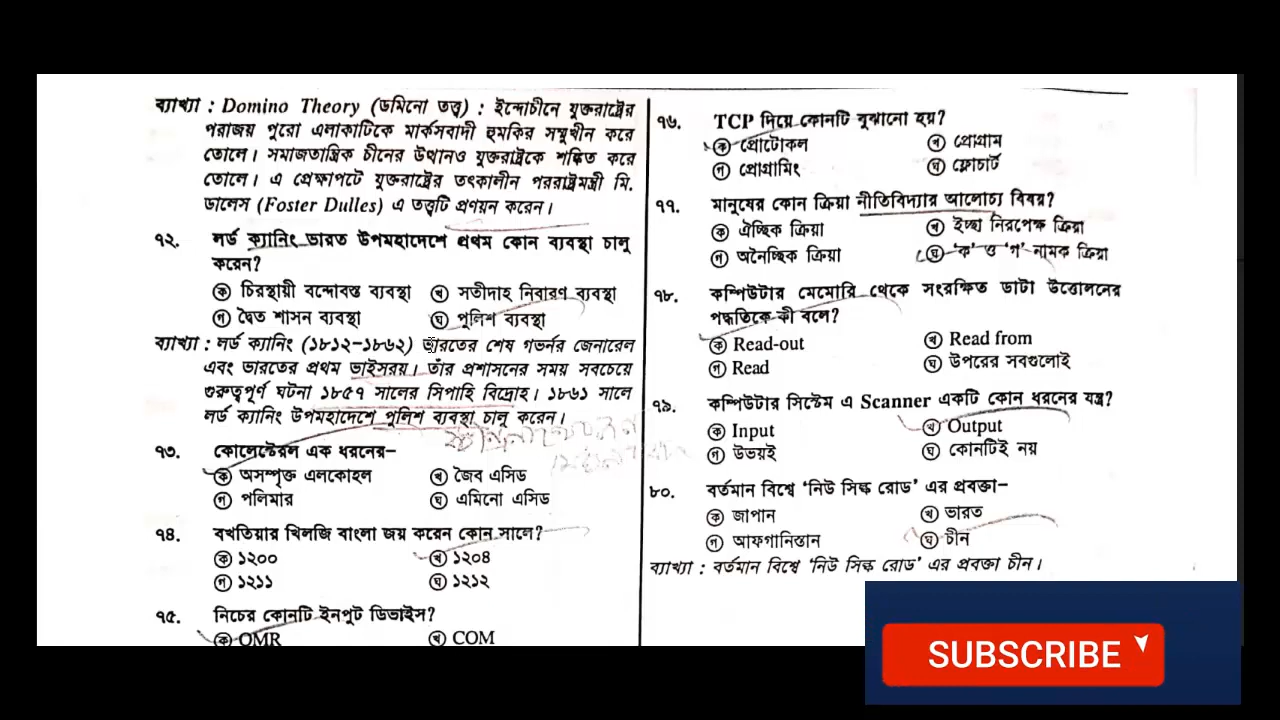 ব্যাখ্যা : Domino Theory (ডমিনো তত্ত্ব) : ইন্দোচীনে যুক্তরাষ্ট্রের
পরাজয় পুরো এলাকাটিকে মার্কসবাদী হুমকির সম্মুখীন করে
তোলে। সমাজতান্ত্রিক চীনের উত্থানও যুক্তরাষ্ট্রকে শঙ্কিত করে
তোলে। এ প্রেক্ষাপটে যুক্তরাষ্ট্রের তৎকালীন পররাষ্ট্রমন্ত্রী মি.
ডালেস (Foster Dulles) এ তত্ত্বটি প্রণয়ন করেন।
৭২. লর্ড ক্যানিং ভারত উপমহাদেশে প্রথম কোন ব্যবস্থা চালু
করেন?
ক চিরস্থায়ী বন্দোবস্ত ব্যবস্থা খ সতীদাহ নিবারণ ব্যবস্থা
গ দ্বৈত শাসন ব্যবস্থা ঘ পুলিশ ব্যবস্থা
ব্যাখ্যা : লর্ড ক্যানিং (১৮১২-১৮৬২) ভারতের শেষ গভর্নর জেনারেল
এবং ভারতের প্রথম ভাইসরয়। তাঁর প্রশাসনের সময় সবচেয়ে
গুরুত্বপূর্ণ ঘটনা ১৮৫৭ সালের সিপাহি বিদ্রোহ। ১৮৬১ সালে
লর্ড ক্যানিং উপমহাদেশে পুলিশ ব্যবস্থা চালু করেন।
৭৩. কোলেস্টেরল এক ধরনের–
ক অসম্পৃক্ত এলকোহল খ জৈব এসিড
গ পলিমার ঘ এমিনো এসিড
৭৪. বখতিয়ার খিলজি বাংলা জয় করেন কোন সালে?
ক ১২০০ খ ১২০৪
গ ১২১১ ঘ ১২১২
৭৫. নিচের কোনটি ইনপুট ডিভাইস?
ক OMR খ COM
৭৬. TCP দিয়ে কোনটি বুঝানো হয়?
ক প্রোটোকল খ প্রোগ্রাম
গ প্রোগ্রামিং ঘ ফ্লোচার্ট
৭৭. মানুষের কোন ক্রিয়া নীতিবিদ্যার আলোচ্য বিষয়?
ক ঐচ্ছিক ক্রিয়া খ ইচ্ছা নিরপেক্ষ ক্রিয়া
গ অনৈচ্ছিক ক্রিয়া ঘ ‘ক’ ও ‘গ’ নামক ক্রিয়া
৭৮. কম্পিউটার মেমোরি থেকে সংরক্ষিত ডাটা উত্তোলনের
পদ্ধতিকে কী বলে?
ক Read-out খ Read from
গ Read ঘ উপরের সবগুলোই
৭৯. কম্পিউটার সিস্টেম এ Scanner একটি কোন ধরনের যন্ত্র?
ক Input খ Output
গ উভয়ই ঘ কোনটিই নয়
৮০. বর্তমান বিশ্বে ‘নিউ সিল্ক রোড’ এর প্রবক্তা–
ক জাপান খ ভারত
গ আফগানিস্তান ঘ চীন
ব্যাখ্যা : বর্তমান বিশ্বে ‘নিউ সিল্ক রোড’ এর প্রবক্তা চীন।
SUBSCRIBE